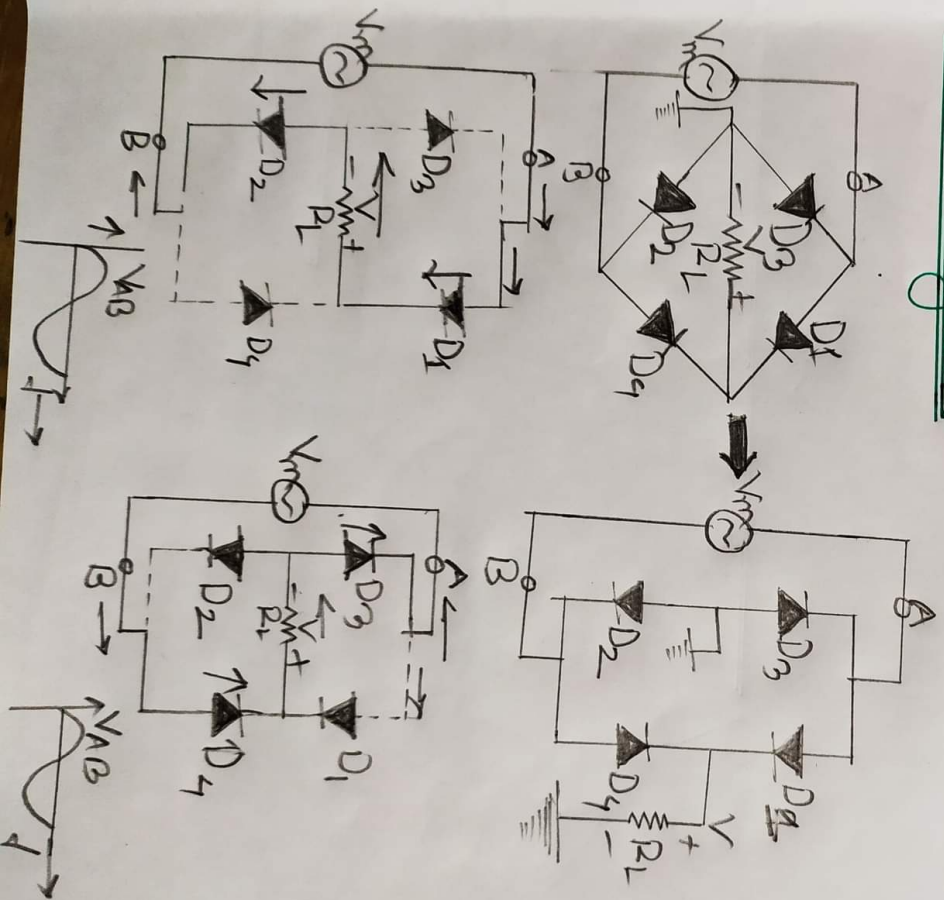 A
D3
D1
Vm
- V +
RL
D2
D4
B
A
D3
D1
Vm
V
+
RL
-
D2
D4
B
A
D3
D1
Vm
- V +
RL
D2
D4
B
VAB
A
D3
D1
Vm
- V +
RL
D2
D4
B
VAB